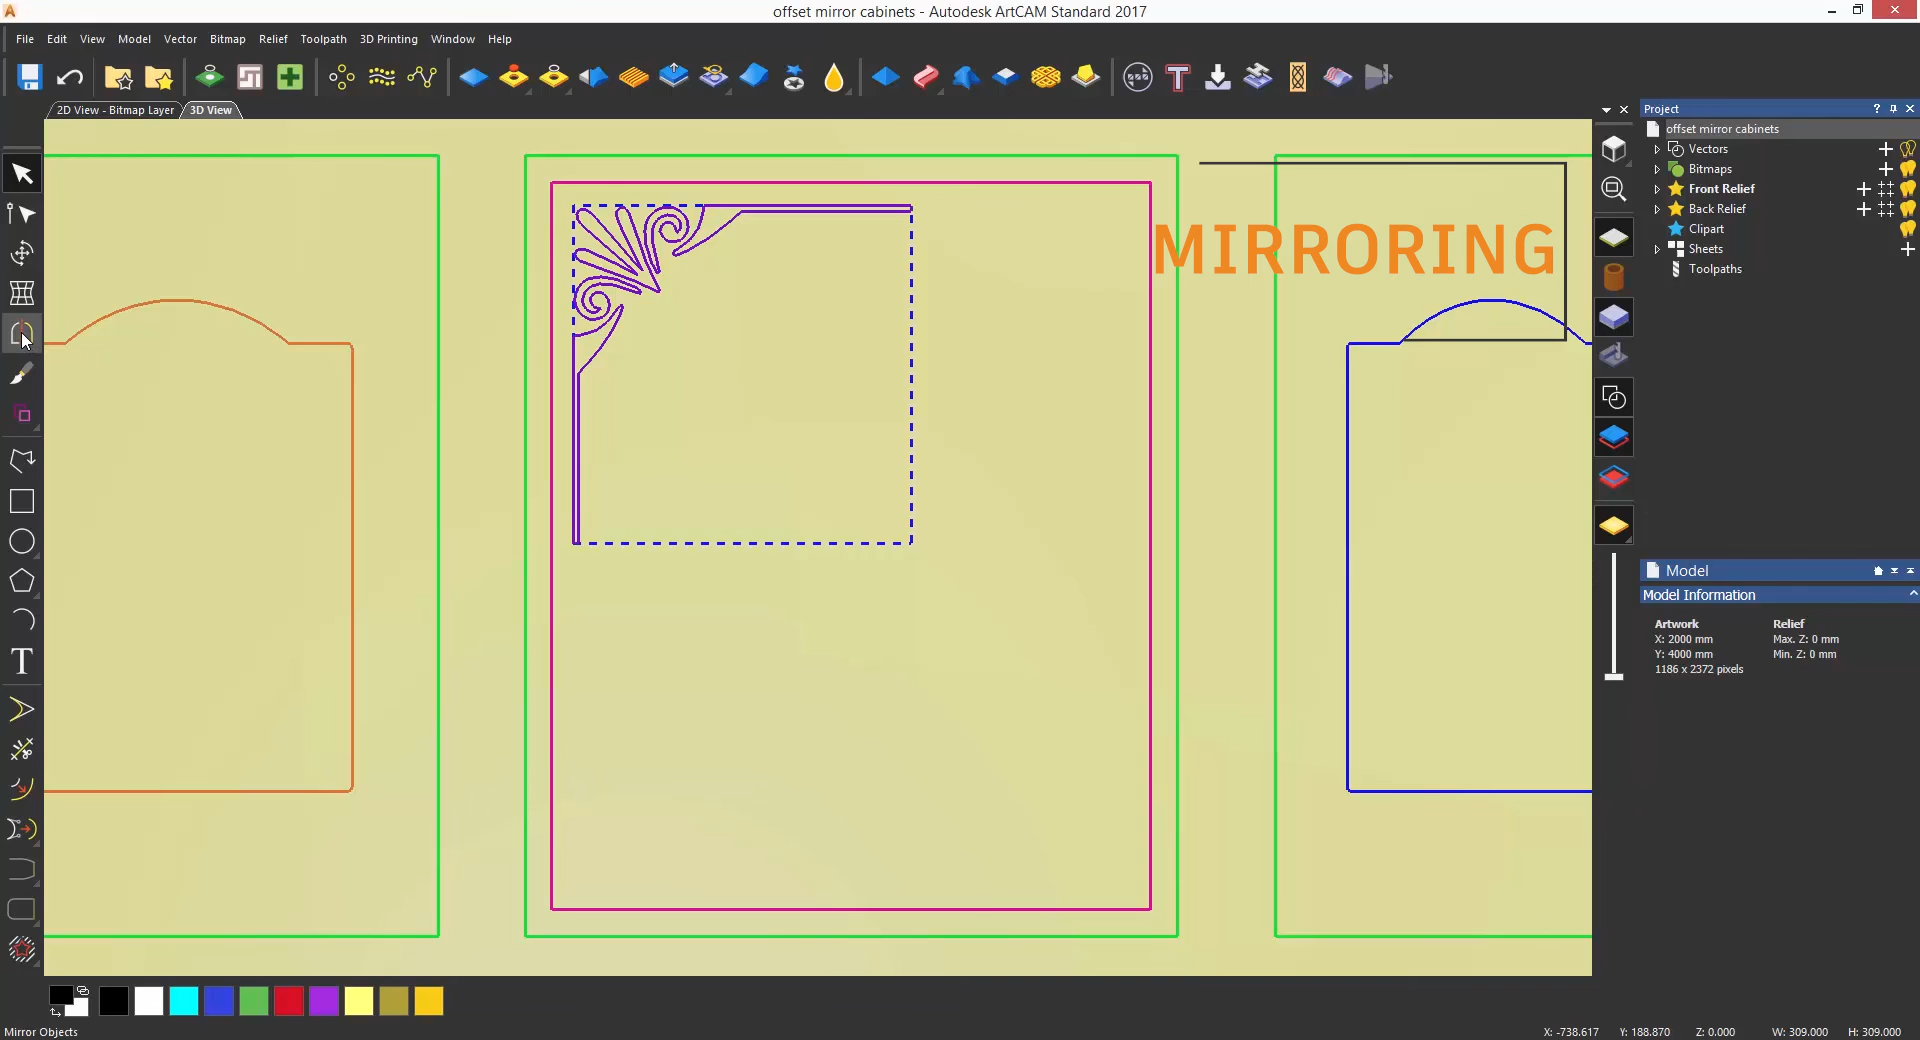 offset mirror cabinets - Autodesk ArtCAM Standard 2017
File Edit View Model Vector Bitmap Relief Toolpath 3D Printing Window Help
2D View - Bitmap Layer 3D View
MIRRORING
T
Project
offset mirror cabinets
Vectors
Bitmaps
Front Relief
Back Relief
Clipart
Sheets
Toolpaths
Model
Model Information
Artwork Relief
X: 2000 mm Max. Z: 0 mm
Y: 4000 mm Min. Z: 0 mm
1186 x 2372 pixels
Mirror Objects X: -738.617 Y: 188.870 Z: 0.000 W: 309.000 H: 309.000